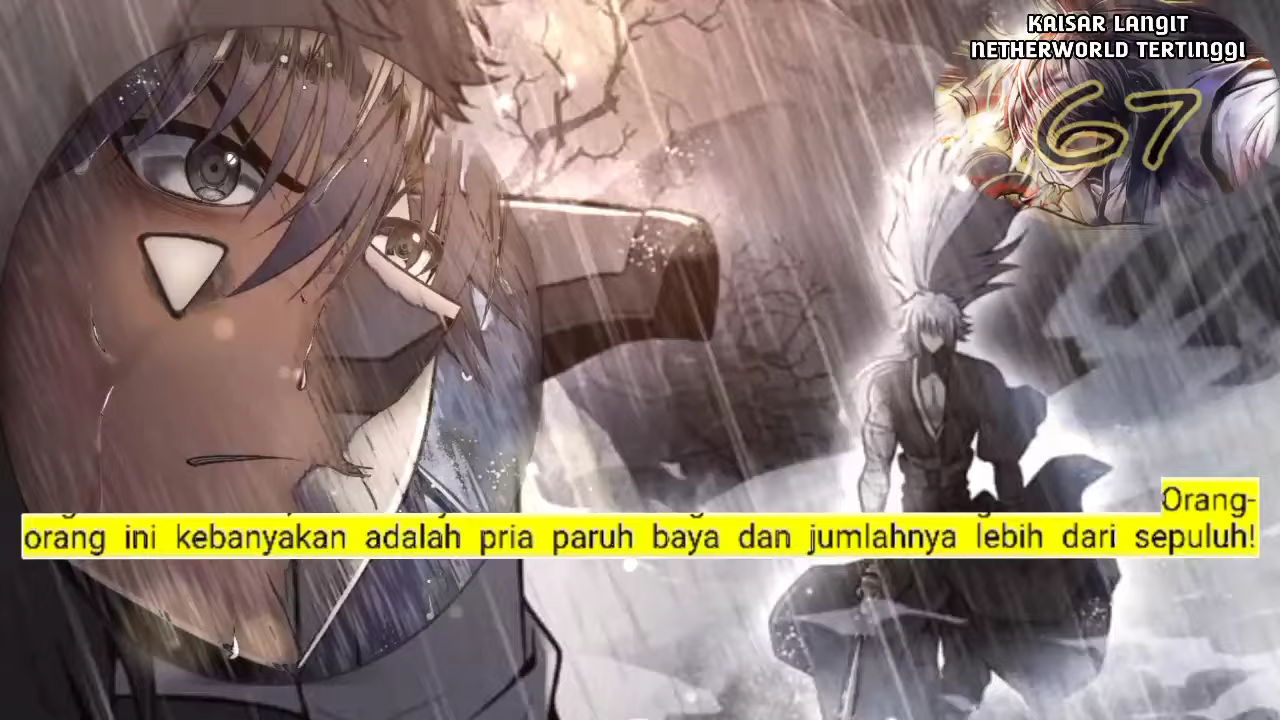 KAISAR LANGIT
NETHERWORLD TERTINGGI
67
Orang-
orang ini kebanyakan adalah pria paruh baya dan jumlahnya lebih dari sepuluh!